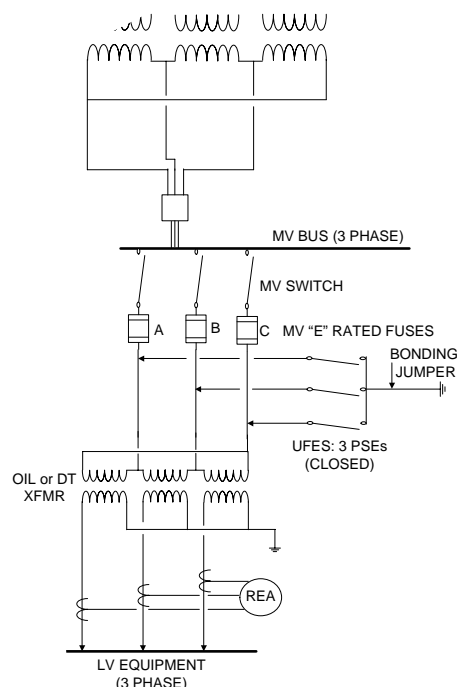 MV BUS (3 PHASE)
MV SWITCH
A
B
C
MV “E” RATED FUSES
BONDING
JUMPER
UFES: 3 PSEs
(CLOSED)
OIL or DT
XFMR
REA
LV EQUIPMENT
(3 PHASE)